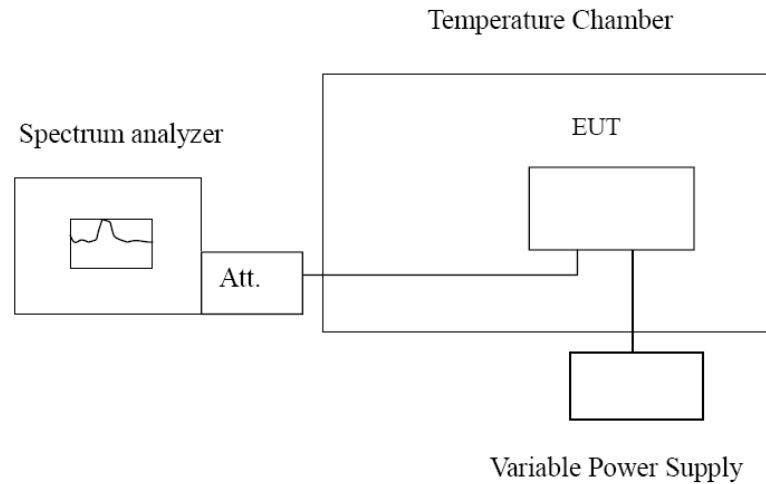 Temperature Chamber
Spectrum analyzer
EUT
Att.
Variable Power Supply